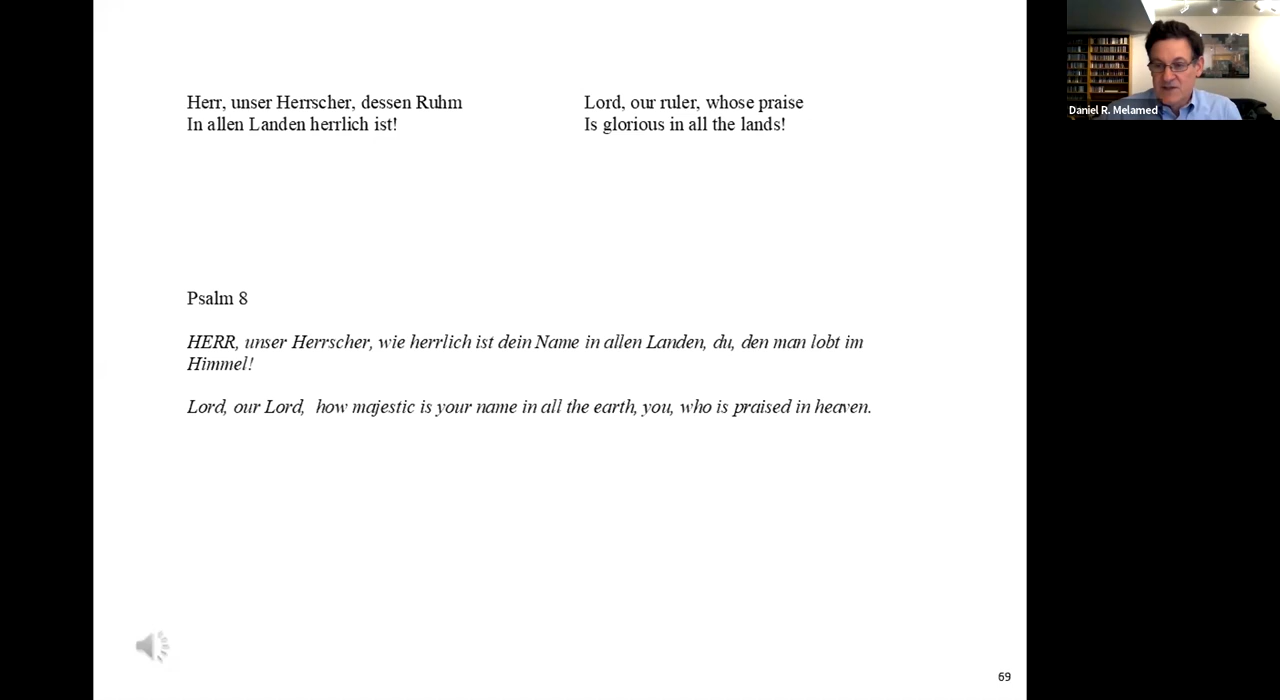 Herr, unser Herrscher, dessen Ruhm
In allen Landen herrlich ist!
Lord, our ruler, whose praise
Is glorious in all the lands!
Psalm 8
HERR, unser Herrscher, wie herrlich ist dein Name in allen Landen, du, den man lobt im
Himmel!
Lord, our Lord, how majestic is your name in all the earth, you, who is praised in heaven.
69
Daniel R. Melamed